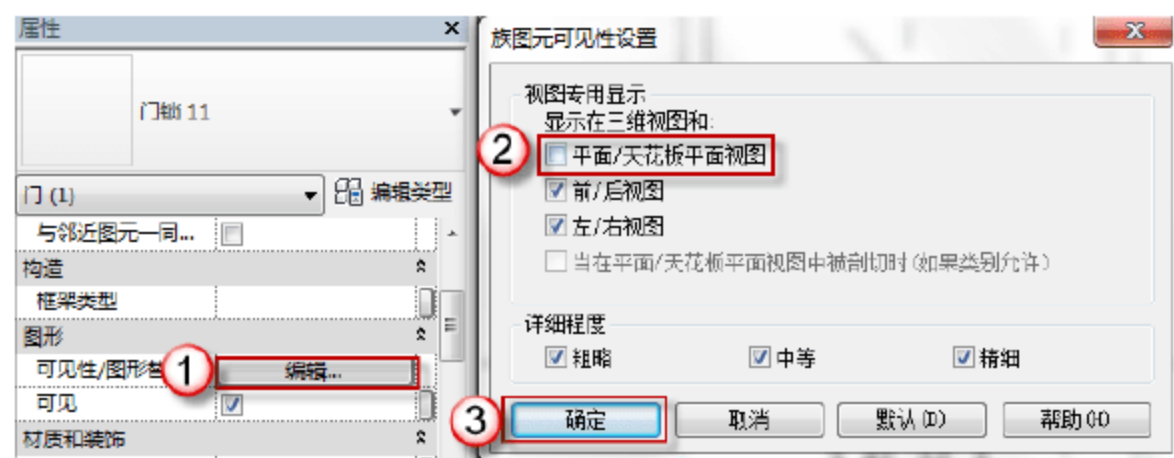 属性
门锁 11
门 (1)
编辑类型
与邻近图元一同...
构造
框架类型
图形
可见性/图形替
1
编辑...
可见
材质和装饰
族图元可见性设置
视图专用显示
显示在三维视图和:
2
平面/天花板平面视图
前/后视图
左/右视图
当在平面/天花板平面视图中被剖切时(如果类别允许)
详细程度
粗略
中等
精细
3
确定
取消
默认(D)
帮助(H)